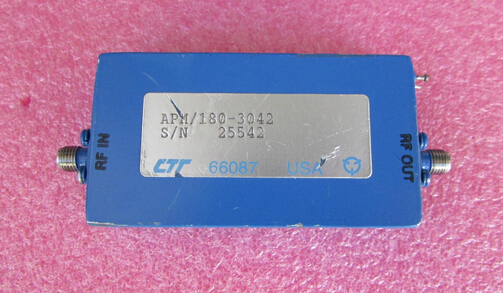 APM/180-3042
S/N 25542
CTT 66087 USA
RF IN
RF OUT